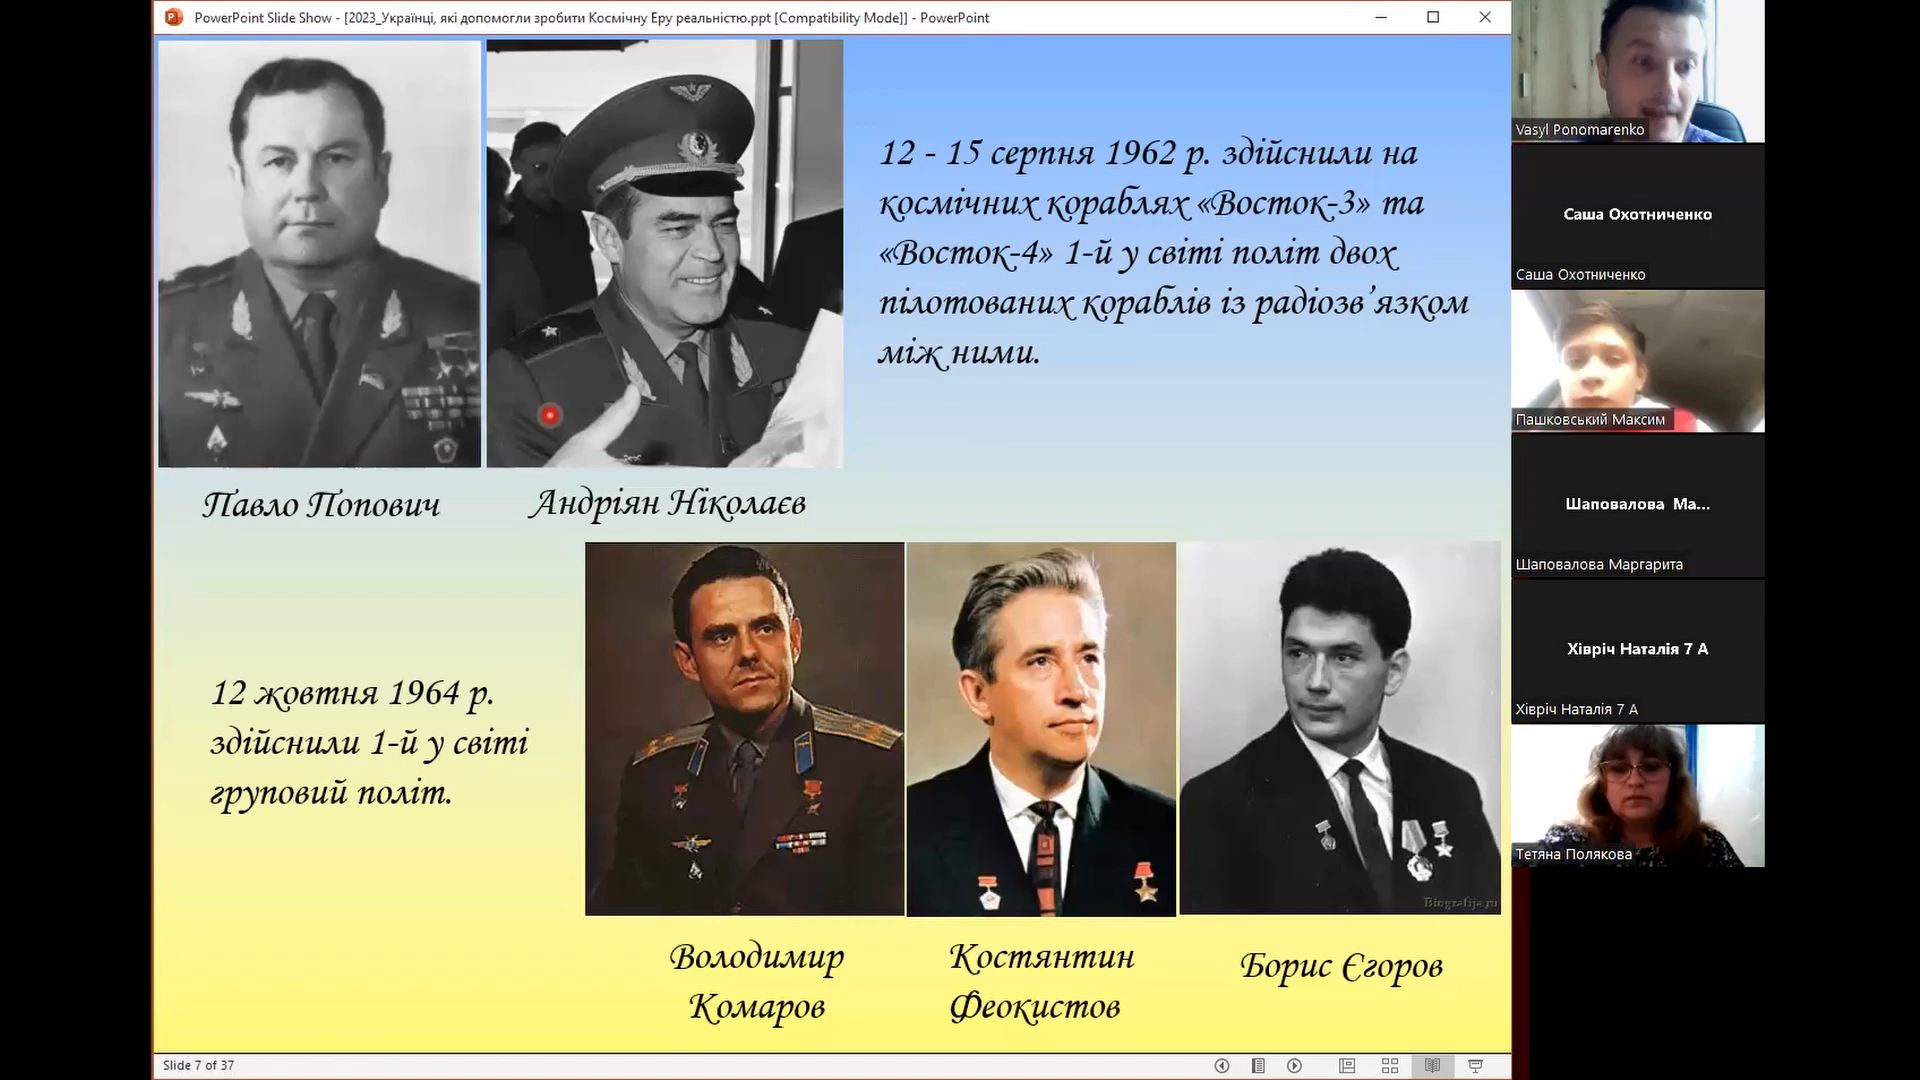 PowerPoint Slide Show - [2023_Українці, які допомогли зробити Космічну Еру реальністю.ppt [Compatibility Mode]] - PowerPoint
12 - 15 серпня 1962 р. здійснили на
космічних кораблях «Восток-3» та
«Восток-4» 1-й у світі політ двох
пілотованих кораблів із радіозв’язком
між ними.
Павло Попович
Андріян Ніколаєв
12 жовтня 1964 р.
здійснили 1-й у світі
груповий політ.
Biografija.ru
Володимир
Комаров
Костянтин
Феокистов
Борис Єгоров
Slide 7 of 37
Vasyl Ponomarenko
Саша Охотниченко
Саша Охотниченко
Пашковський Максим
Шаповалова Ма...
Шаповалова Маргарита
Хівріч Наталія 7 А
Хівріч Наталія 7 А
Тетяна Полякова